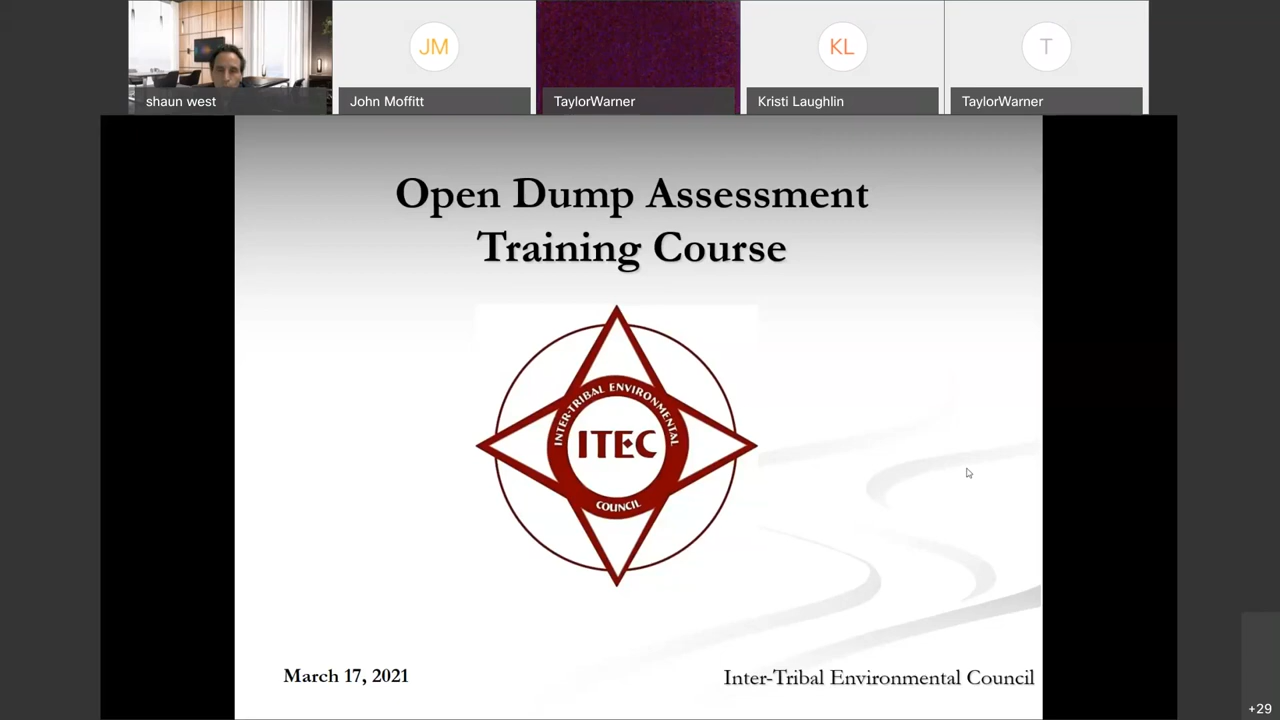 JM
KL
T
shaun west
John Moffitt
TaylorWarner
Kristi Laughlin
TaylorWarner
Open Dump Assessment
Training Course
INTER-TRIBAL ENVIRONMENTAL
ITEC
COUNCIL
March 17, 2021
Inter-Tribal Environmental Council
+29